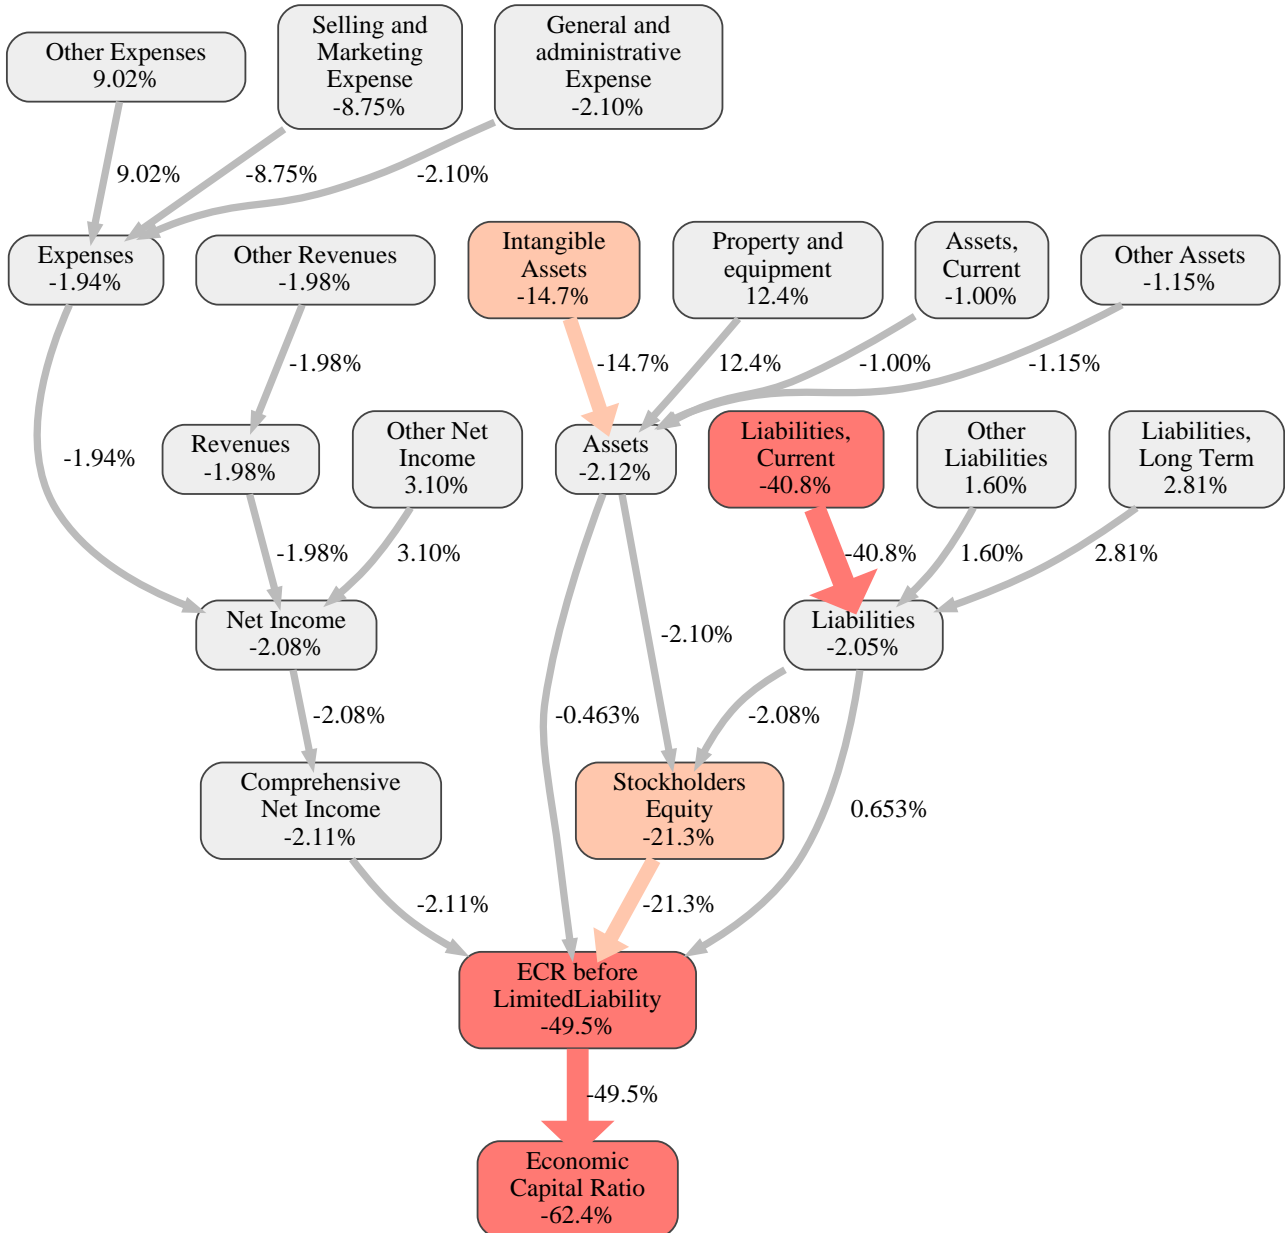 Other Expenses
9.02%
Selling and
Marketing
Expense
-8.75%
General and
administrative
Expense
-2.10%
9.02%
-8.75%
-2.10%
Expenses
-1.94%
Other Revenues
-1.98%
Intangible
Assets
-14.7%
Property and
equipment
12.4%
Assets,
Current
-1.00%
Other Assets
-1.15%
-1.98%
-14.7%
12.4%
-1.00%
-1.15%
-1.94%
Revenues
-1.98%
Other Net
Income
3.10%
Assets
-2.12%
Liabilities,
Current
-40.8%
Other
Liabilities
1.60%
Liabilities,
Long Term
2.81%
-1.98%
3.10%
-40.8%
1.60%
2.81%
Net Income
-2.08%
-2.10%
Liabilities
-2.05%
-2.08%
-0.463%
-2.08%
Comprehensive
Net Income
-2.11%
Stockholders
Equity
-21.3%
0.653%
-2.11%
-21.3%
ECR before
LimitedLiability
-49.5%
-49.5%
Economic
Capital Ratio
-62.4%